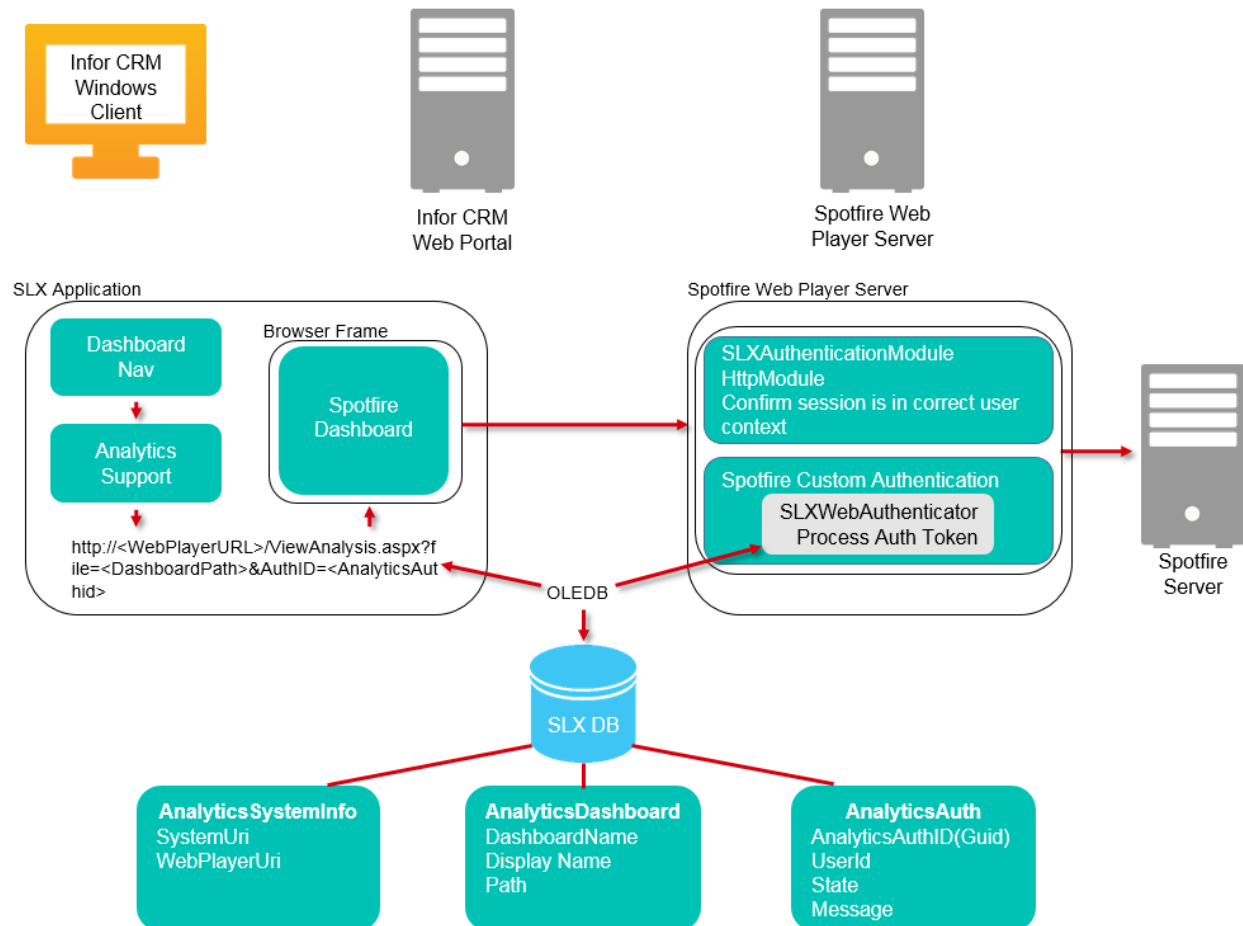 Infor CRM
Windows
Client
Infor CRM
Web Portal
Spotfire Web
Player Server
SLX Application
Spotfire Web Player Server
Dashboard
Nav
Browser Frame
Spotfire
Dashboard
Analytics
Support
http://<WebPlayerURL>/ViewAnalysis.aspx?f
ile=<DashboardPath>&AuthID=<AnalyticsAut
hid>
SLXAuthenticationModule
HttpModule
Confirm session is in correct user
context
Spotfire Custom Authentication
SLXWebAuthenticator
Process Auth Token
Spotfire
Server
OLEDB
SLX DB
AnalyticsSystemInfo
SystemUri
WebPlayerUri
AnalyticsDashboard
DashboardName
Display Name
Path
AnalyticsAuth
AnalyticsAuthID(Guid)
UserId
State
Message